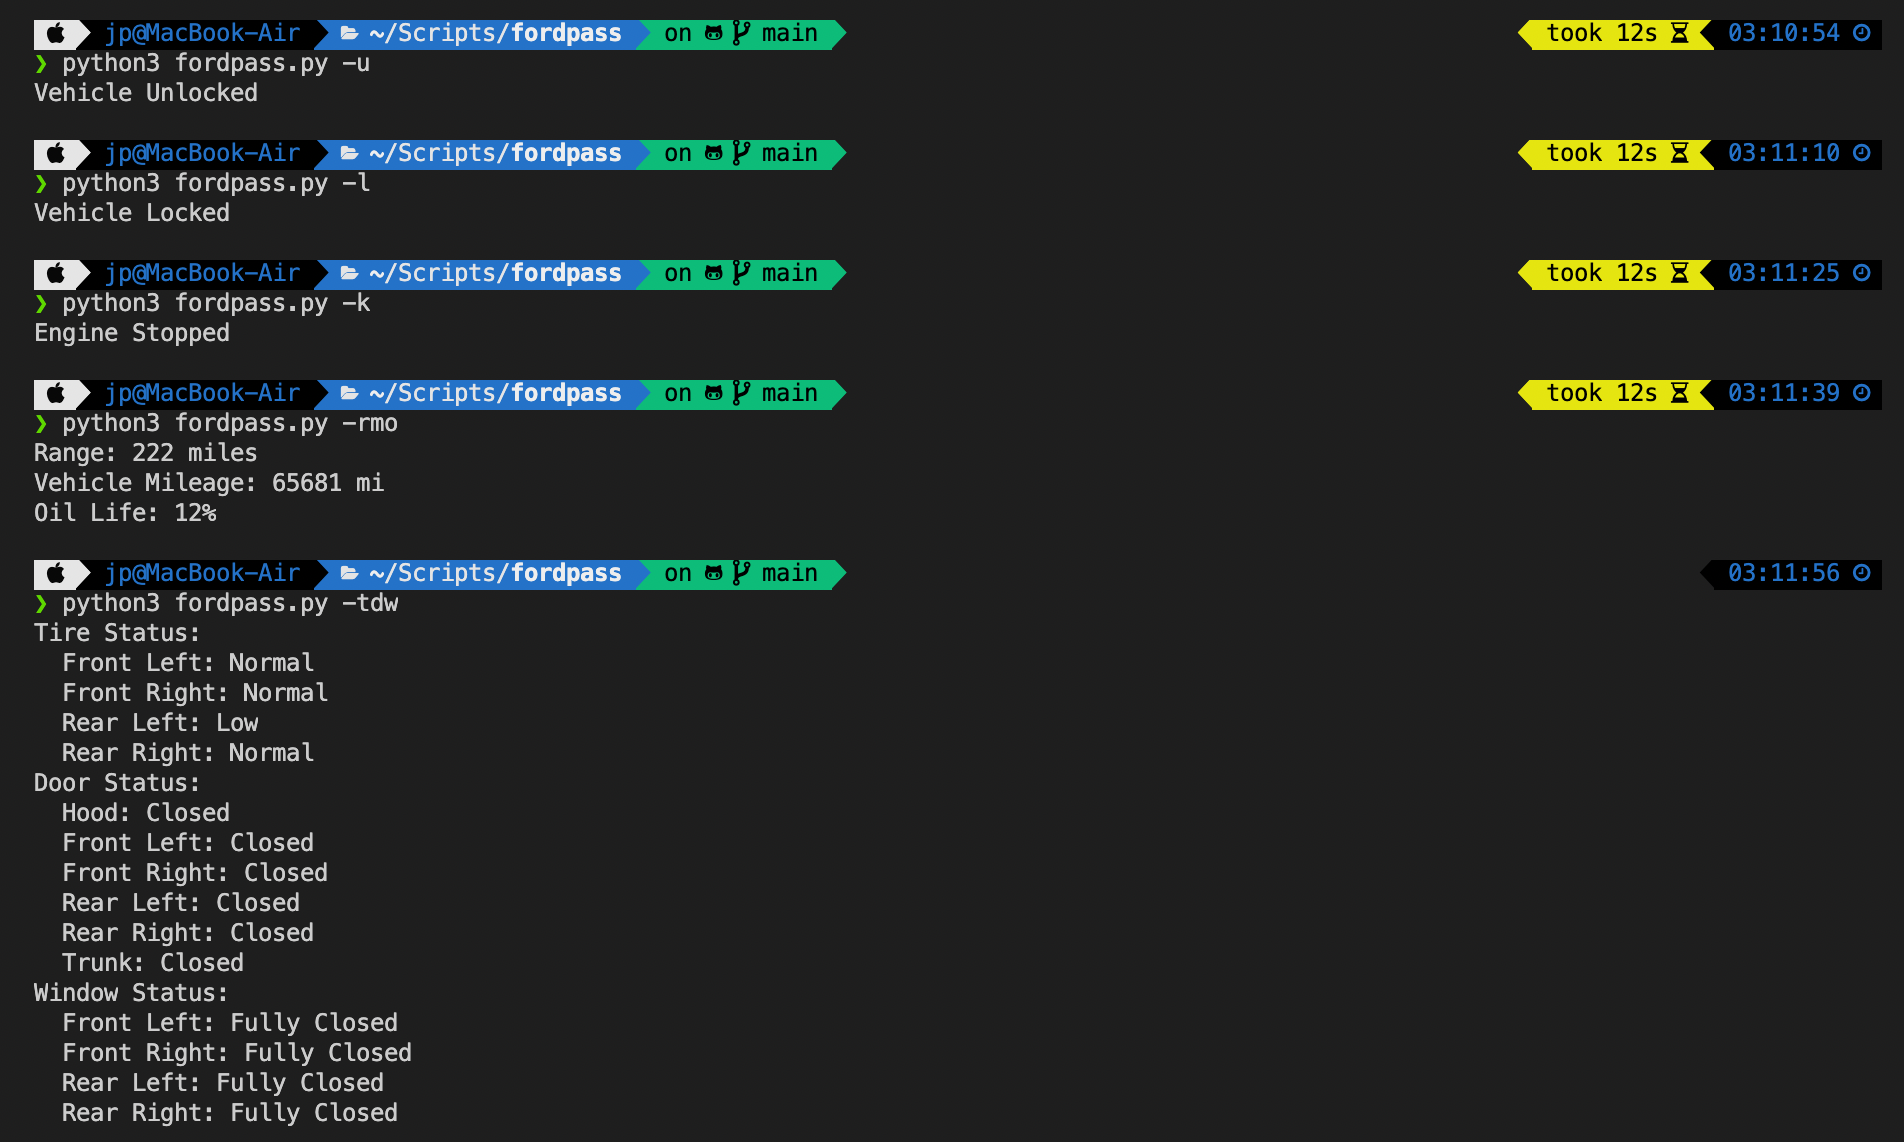 jp@MacBook-Air ~/Scripts/fordpass on main took 12s 03:10:54
❯ python3 fordpass.py -u
Vehicle Unlocked
jp@MacBook-Air ~/Scripts/fordpass on main took 12s 03:11:10
❯ python3 fordpass.py -l
Vehicle Locked
jp@MacBook-Air ~/Scripts/fordpass on main took 12s 03:11:25
❯ python3 fordpass.py -k
Engine Stopped
jp@MacBook-Air ~/Scripts/fordpass on main took 12s 03:11:39
❯ python3 fordpass.py -rmo
Range: 222 miles
Vehicle Mileage: 65681 mi
Oil Life: 12%
jp@MacBook-Air ~/Scripts/fordpass on main 03:11:56
❯ python3 fordpass.py -tdw
Tire Status:
Front Left: Normal
Front Right: Normal
Rear Left: Low
Rear Right: Normal
Door Status:
Hood: Closed
Front Left: Closed
Front Right: Closed
Rear Left: Closed
Rear Right: Closed
Trunk: Closed
Window Status:
Front Left: Fully Closed
Front Right: Fully Closed
Rear Left: Fully Closed
Rear Right: Fully Closed